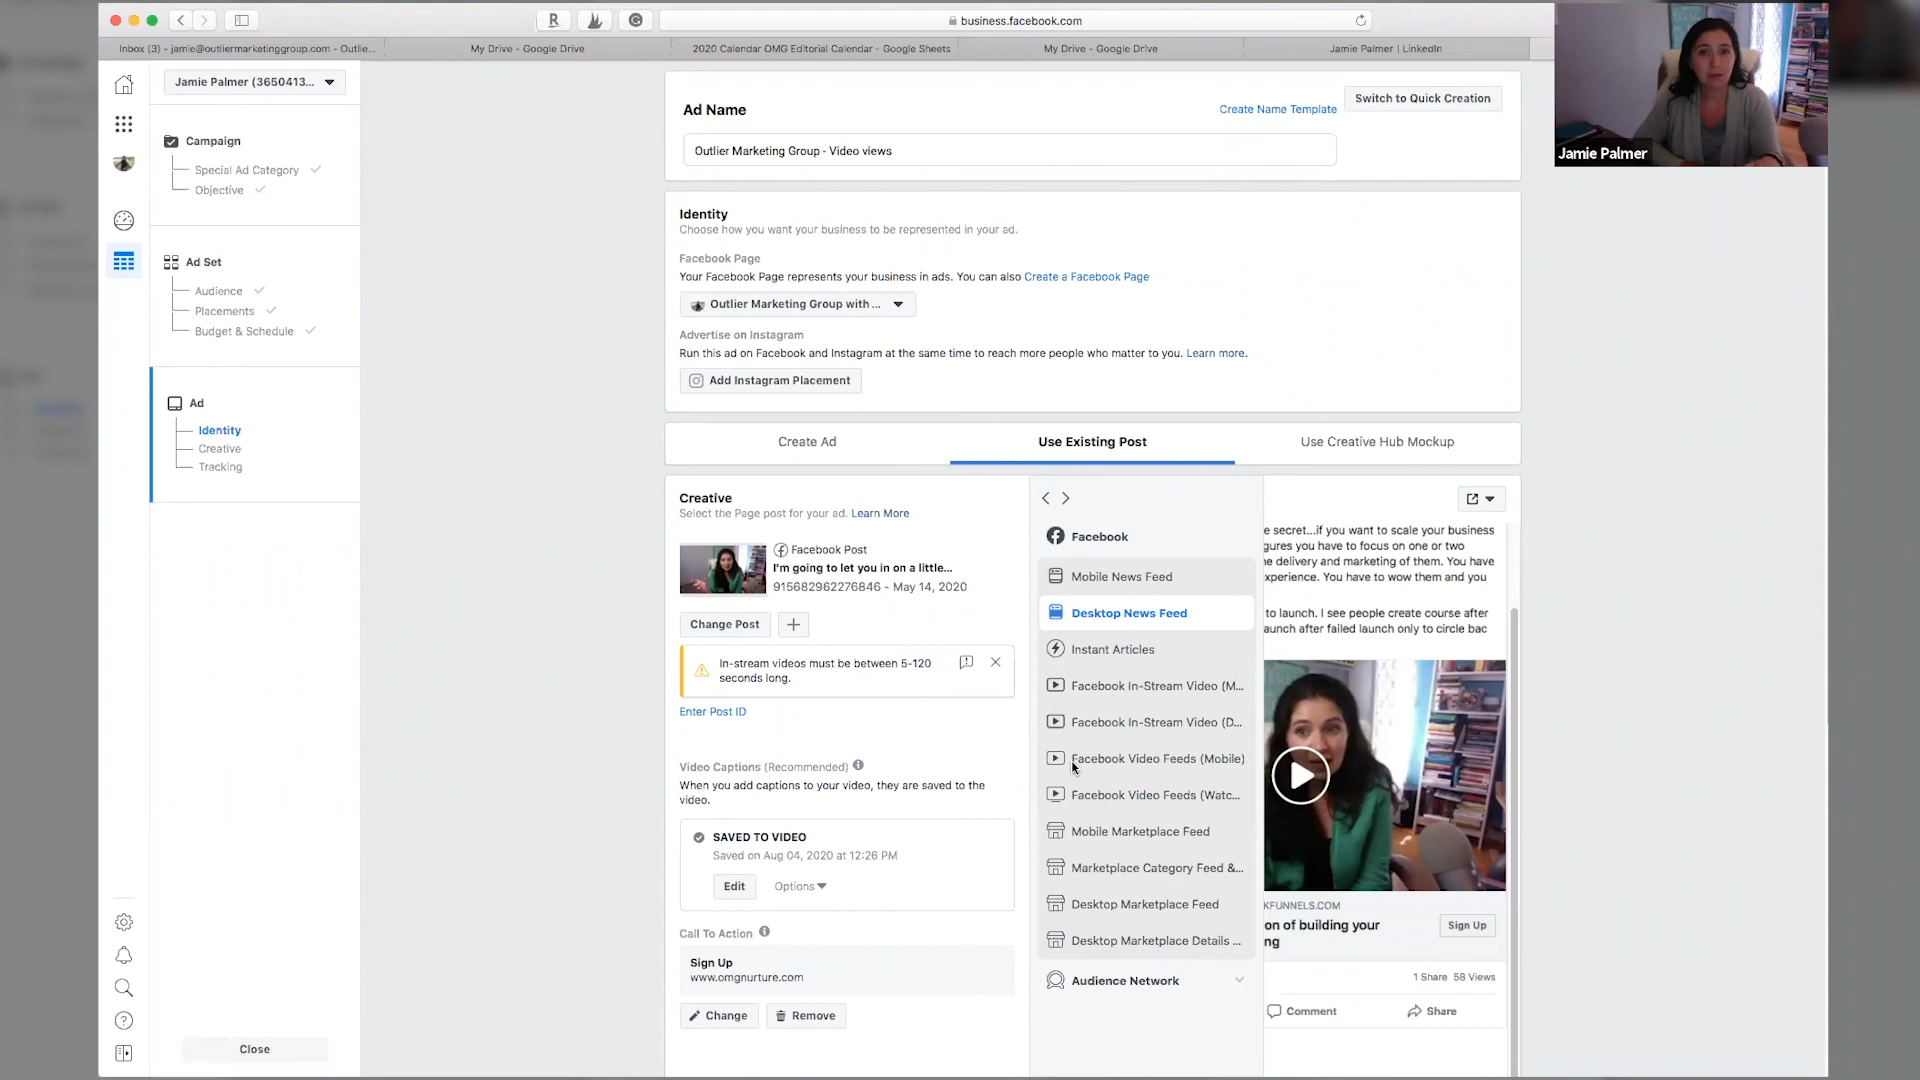 business.facebook.com
Inbox (3) - jamie@outliermarketinggroup.com - Outlie...
My Drive - Google Drive
2020 Calendar OMG Editorial Calendar - Google Sheets
My Drive - Google Drive
Jamie Palmer | LinkedIn
Jamie Palmer
Jamie Palmer (3650413...
Campaign
Special Ad Category
Objective
Ad Set
Audience
Placements
Budget & Schedule
Ad
Identity
Creative
Tracking
Close
Ad Name
Create Name Template
Switch to Quick Creation
Outlier Marketing Group - Video views
Identity
Choose how you want your business to be represented in your ad.
Facebook Page
Your Facebook Page represents your business in ads. You can also Create a Facebook Page
Outlier Marketing Group with ...
Advertise on Instagram
Run this ad on Facebook and Instagram at the same time to reach more people who matter to you. Learn more.
Add Instagram Placement
Create Ad
Use Existing Post
Use Creative Hub Mockup
Creative
Select the Page post for your ad. Learn More
Facebook Post
I'm going to let you in on a little...
915682962276846 - May 14, 2020
Change Post
In-stream videos must be between 5-120
seconds long.
Enter Post ID
Video Captions (Recommended)
When you add captions to your video, they are saved to the
video.
SAVED TO VIDEO
Saved on Aug 04, 2020 at 12:26 PM
Edit
Options
Call To Action
Sign Up
www.omgnurture.com
Change
Remove
Facebook
Mobile News Feed
Desktop News Feed
Instant Articles
Facebook In-Stream Video (M...
Facebook In-Stream Video (D...
Facebook Video Feeds (Mobile)
Facebook Video Feeds (Watc...
Mobile Marketplace Feed
Marketplace Category Feed &...
Desktop Marketplace Feed
Desktop Marketplace Details ...
Audience Network
e secret...if you want to scale your business
gures you have to focus on one or two
he delivery and marketing of them. You have
xperience. You have to wow them and you
to launch. I see people create course after
aunch after failed launch only to circle bac
KFUNNELS.COM
on of building your
ng
Sign Up
1 Share 58 Views
Comment
Share